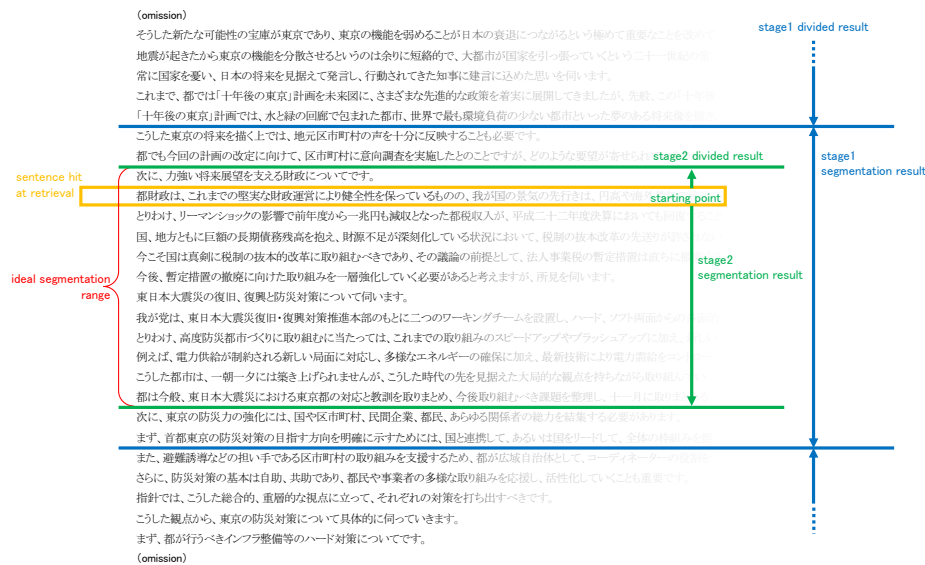 (omission)
そうした新たな可能性の宝庫が東京であり、東京の機能を弱めることが日本の衰退につながるという極めて重要なことを改めて
stage1 divided result
地震が起きたから東京の機能を分散させるというのは余りに短絡的で、大都市が国家を引っ張っていくという二十一世紀の
常に国家を憂い、日本の将来を見据えて発言し、行動されてきた知事に建言に込めた思いを伺います。
これまで、都では「十年後の東京」計画を未来図に、さまざまな先進的な政策を着実に展開してきましたが、先般、この「十年後
「十年後の東京」計画では、水と緑の回廊で包まれた都市、世界で最も環境負荷の少ない都市といった夢のある将来像を
こうした東京の将来を描く上では、地元区市町村の声を十分に反映することも必要です。
都でも今回の計画の改定に向けて、区市町村に意向調査を実施したとのことですが、どのような要望が寄せられ
stage2 divided result
stage1
segmentation result
次に、力強い将来展望を支える財政についてです。
sentence hit
at retrieval
都財政は、これまでの堅実な財政運営により健全性を保っているものの、我が国の景気の先行きは、円高や
starting point
とりわけ、リーマンショックの影響で前年度から一兆円も減収となった都税収入が、平成二十二年度決算においても回復
国、地方ともに巨額の長期債務残高を抱え、財源不足が深刻化している状況において、税制の抜本改革の先送りが許
今こそ国は真剣に税制の抜本的改革に取り組むべきであり、その議論の前提として、法人事業税の暫定措置は直ちに
stage2
segmentation result
ideal segmentation
range
今後、暫定措置の撤廃に向けた取り組みを一層強化していく必要があると考えますが、所見を伺います。
東日本大震災の復旧、復興と防災対策について伺います。
我が党は、東日本大震災復旧・復興対策推進本部のもとに二つのワーキングチームを設置し、ハード、ソフト両面からの
とりわけ、高度防災都市づくりに取り組むに当たっては、これまでの取り組みのスピードアップやブラッシュアップに加え、
例えば、電力供給が制約される新しい局面に対応し、多様なエネルギーの確保に加え、最新技術により電力需給をコントロー
こうした都市は、一朝一夕には築き上げられませんが、こうした時代の先を見据えた大局的な観点を持ちながら取り組ん
都は今般、東日本大震災における東京都の対応と教訓を取りまとめ、今後取り組むべき課題を整理し、十一月に取りまとめ
次に、東京の防災力の強化には、国や区市町村、民間企業、都民、あらゆる関係者の総力を結集する必要があります。
まず、首都東京の防災対策の目指す方向を明確に示すためには、国と連携して、あるいは国をリードして、全体の枠組みを
また、避難誘導などの担い手である区市町村の取り組みを支援するため、都が広域自治体として、コーディネーターの役割
さらに、防災対策の基本は自助、共助であり、都民や事業者の多様な取り組みを応援し、活性化していくことも重要です。
指針では、こうした総合的、重層的な視点に立って、それぞれの対策を打ち出すべきです。
こうした観点から、東京の防災対策について具体的に伺っていきます。
まず、都が行うべきインフラ整備等のハード対策についてです。
(omission)